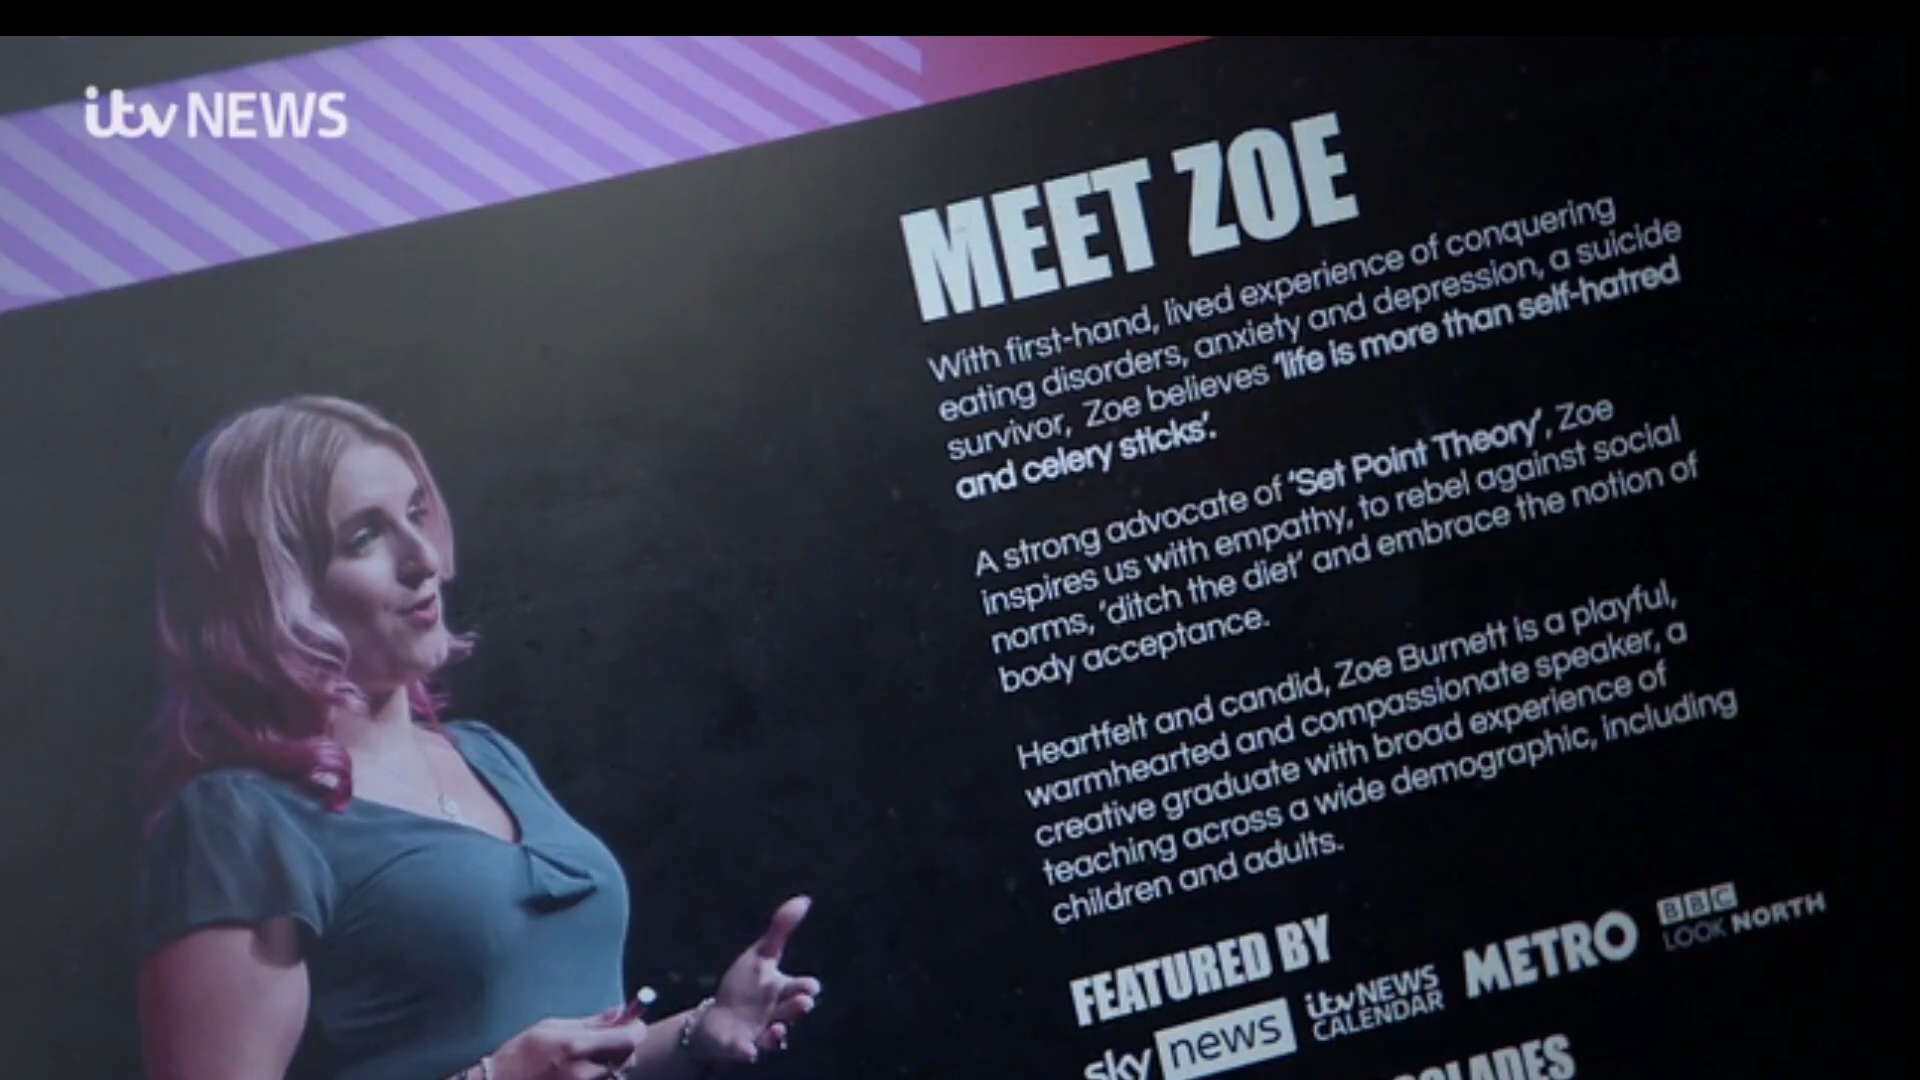 itv NEWS
MEET ZOE
With first-hand, lived experience of conquering
eating disorders, anxiety and depression, a suicide
survivor, Zoe believes 'life is more than self-hatred
and celery sticks'.
A strong advocate of 'Set Point Theory', Zoe
inspires us with empathy, to rebel against social
norms, 'ditch the diet' and embrace the notion of
body acceptance.
Heartfelt and candid, Zoe Burnett is a playful,
warmhearted and compassionate speaker, a
creative graduate with broad experience of
teaching across a wide demographic, including
children and adults.
FEATURED BY
sky news
itv NEWS
CALENDAR
METRO
BBC
LOOK NORTH